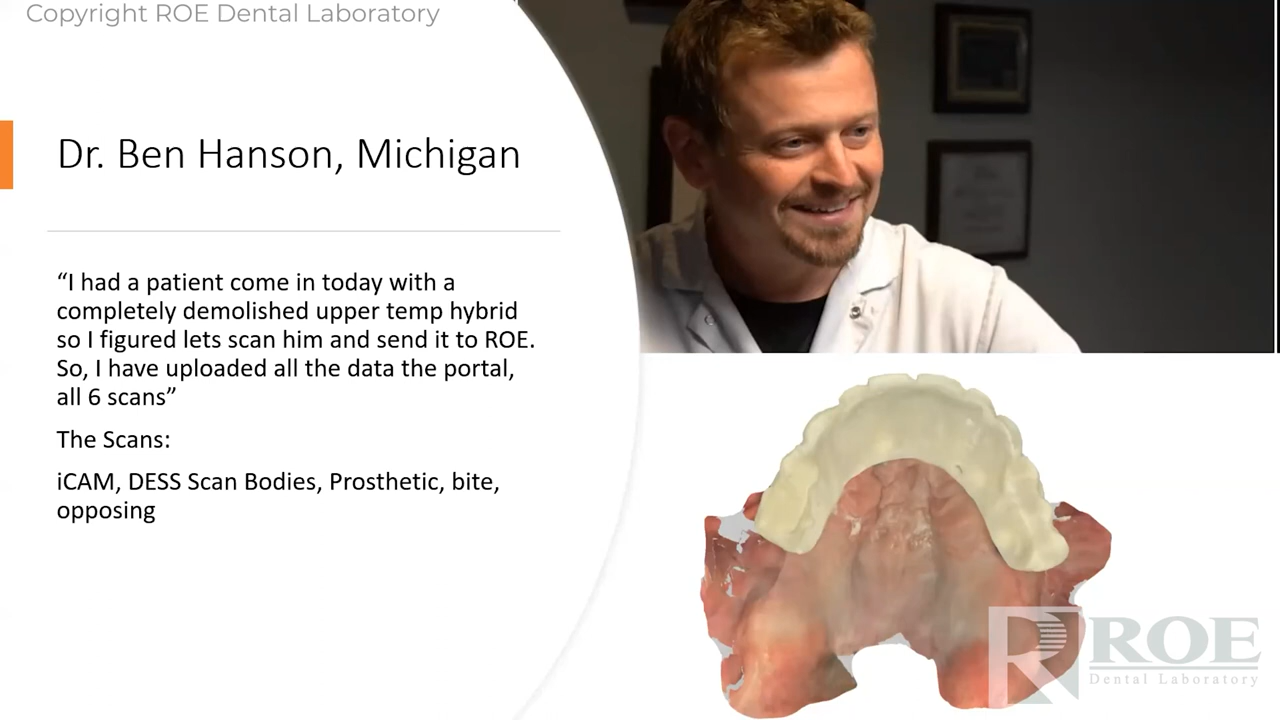 Copyright ROE Dental Laboratory
Dr. Ben Hanson, Michigan
“I had a patient come in today with a
completely demolished upper temp hybrid
so I figured lets scan him and send it to ROE.
So, I have uploaded all the data the portal,
all 6 scans”
The Scans:
iCAM, DESS Scan Bodies, Prosthetic, bite,
opposing
ROE
Dental Laboratory